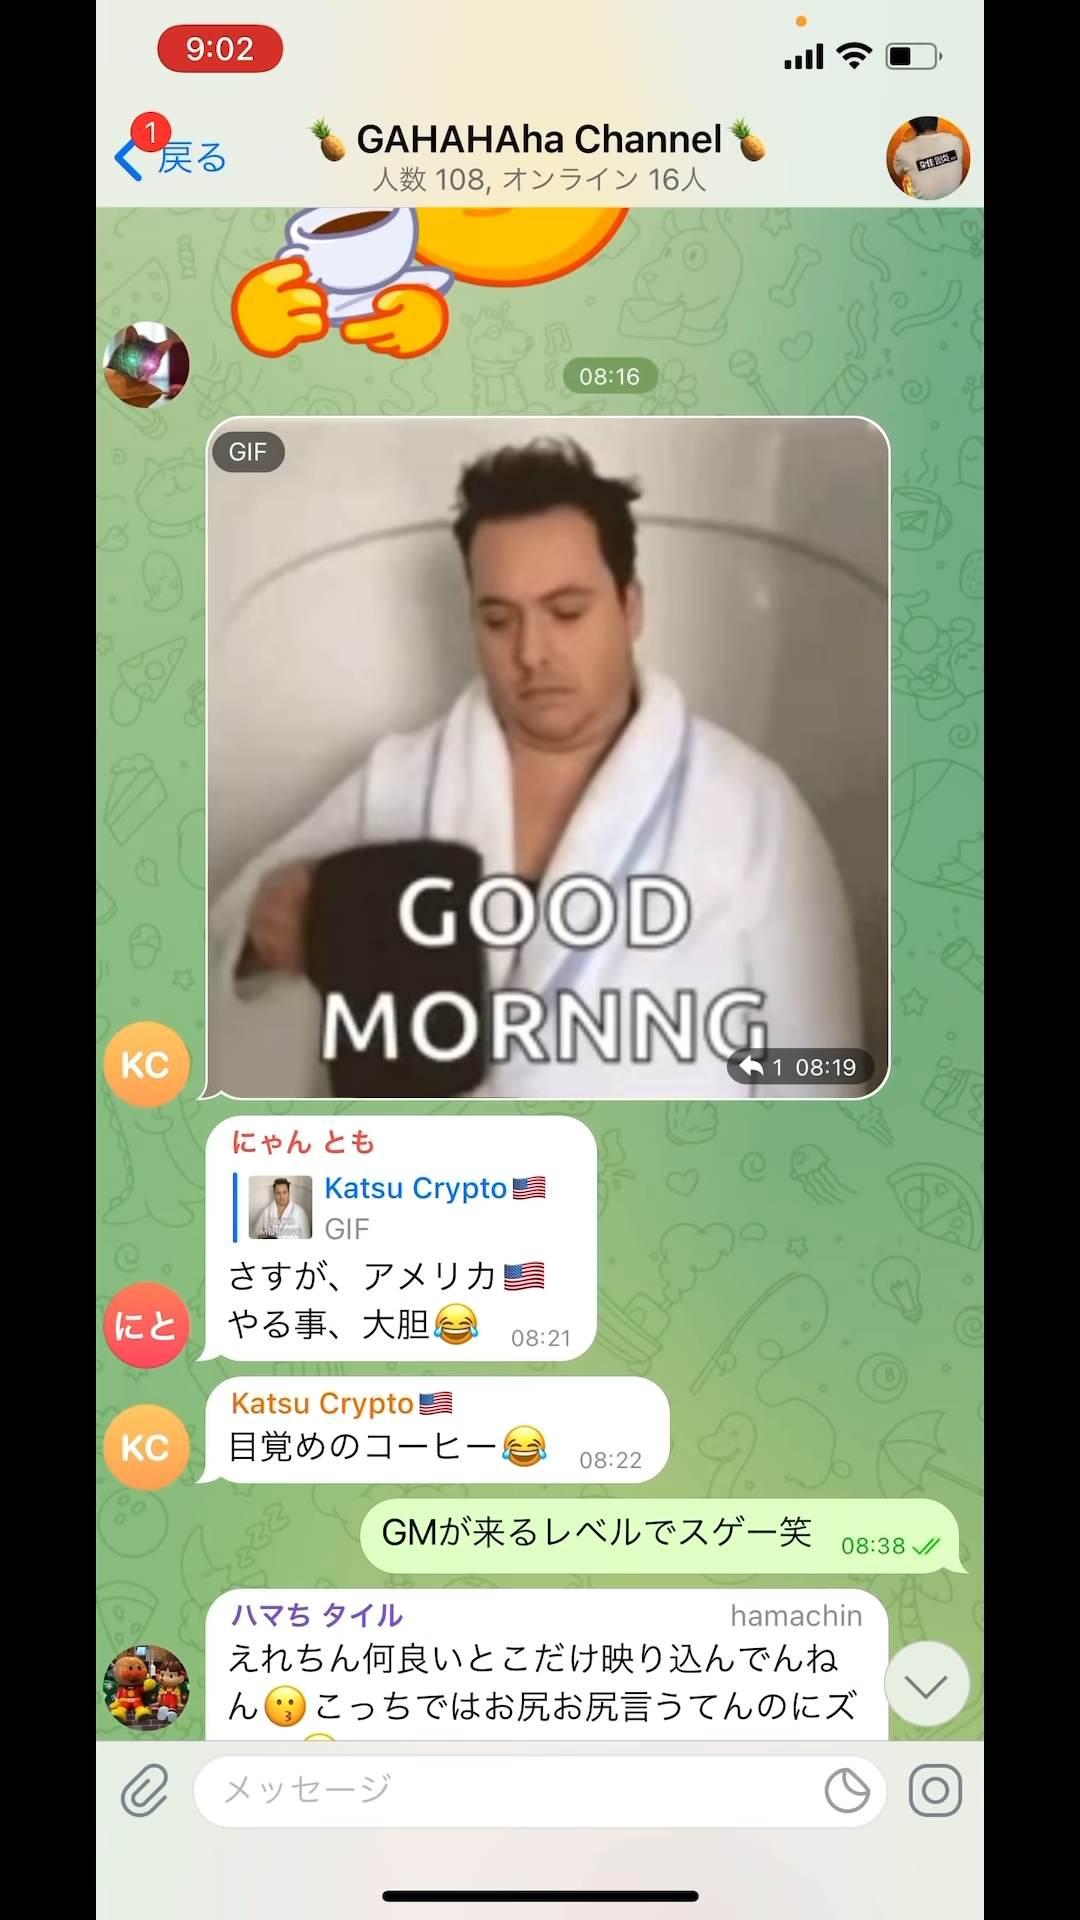 9:02
1
戻る
🍍 GAHAHAha Channel🍍
人数 108, オンライン 16人
08:16
GIF
GOOD
MORNNG
1 08:19
KC
にゃん とも
Katsu Crypto🇺🇸
GIF
さすが、アメリカ🇺🇸
やる事、大胆😂 08:21
にと
Katsu Crypto🇺🇸
目覚めのコーヒー😂 08:22
KC
GMが来るレベルでスゲー笑 08:38
ハマち タイル hamachin
えれちん何良いとこだけ映り込んでんね
ん😗こっちではお尻お尻言うてんのにズ
メッセージ